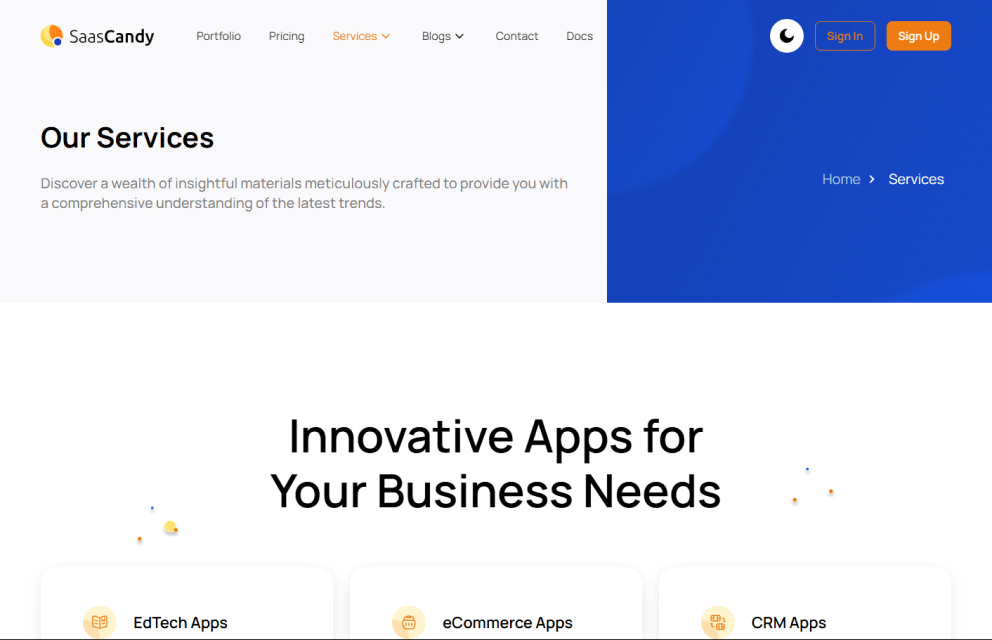 SaasCandy
Portfolio
Pricing
Services
Blogs
Contact
Docs
Sign In
Sign Up
Our Services
Discover a wealth of insightful materials meticulously crafted to provide you with
a comprehensive understanding of the latest trends.
Home
Services
Innovative Apps for
Your Business Needs
EdTech Apps
eCommerce Apps
CRM Apps